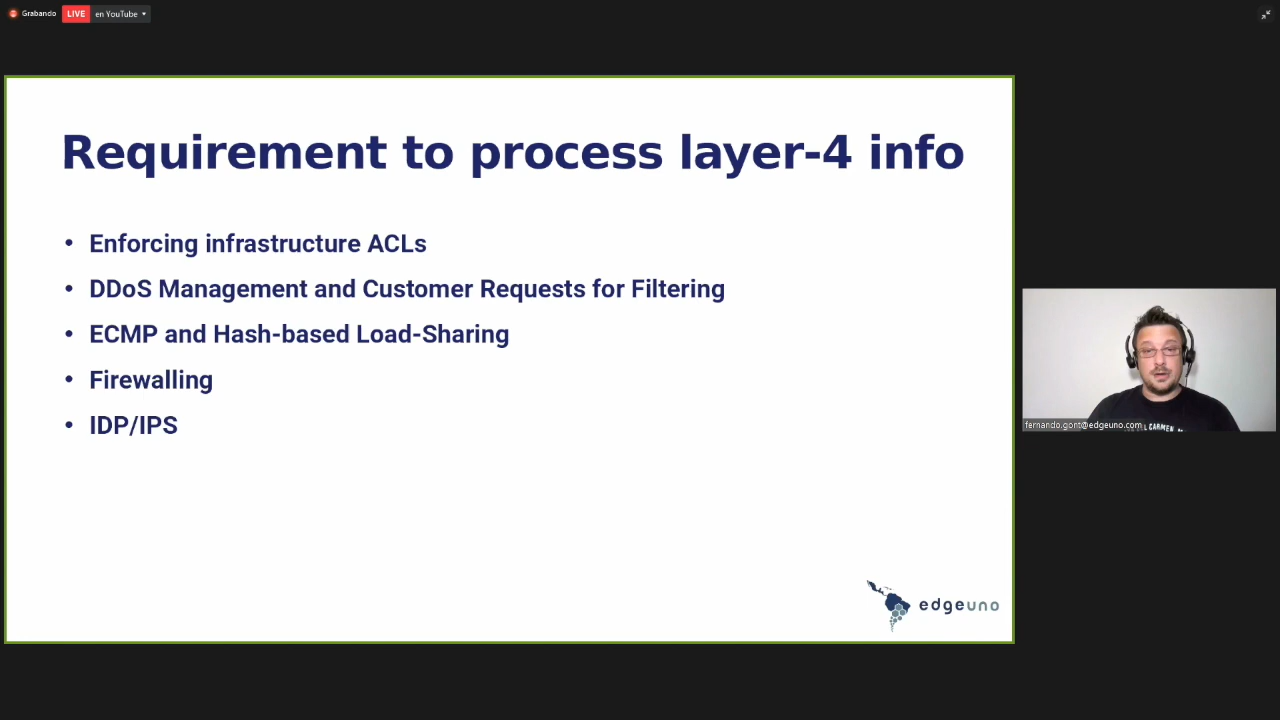 Grabando
LIVE en YouTube
Requirement to process layer-4 info
• Enforcing infrastructure ACLs
• DDoS Management and Customer Requests for Filtering
• ECMP and Hash-based Load-Sharing
• Firewalling
• IDP/IPS
edgeuno
fernando.gont@edgeuno.com
CARMEN